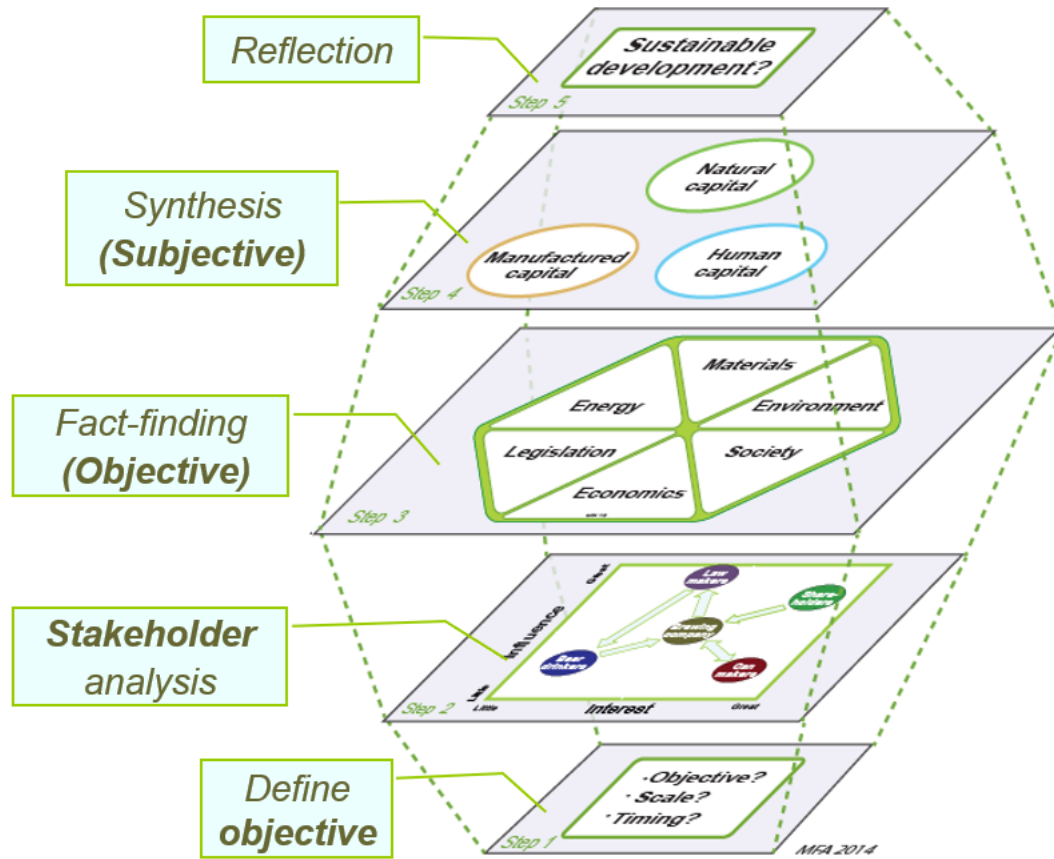 Reflection
Sustainable
development?
Step 5
Synthesis
(Subjective)
Natural
capital
Manufactured
capital
Human
capital
Step 4
Fact-finding
(Objective)
Materials
Energy
Environment
Legislation
Society
Economics
Step 3
Stakeholder
analysis
Great
Influence
Little
Law
makers
Share-
holders
Brewing
company
Beer
drinkers
Can
makers
Step 2
Little
Interest
Great
Define
objective
·Objective?
· Scale?
·Timing?
Step 1
MFA 2014